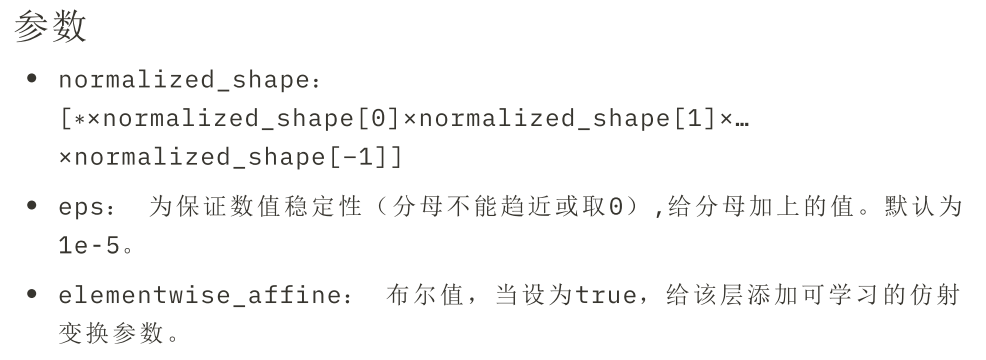 参数
• normalized_shape:
[*×normalized_shape[0]×normalized_shape[1]×…
×normalized_shape[−1]]
• eps: 为保证数值稳定性（分母不能趋近或取0）,给分母加上的值。默认为
1e-5。
• elementwise_affine: 布尔值，当设为true，给该层添加可学习的仿射
变换参数。